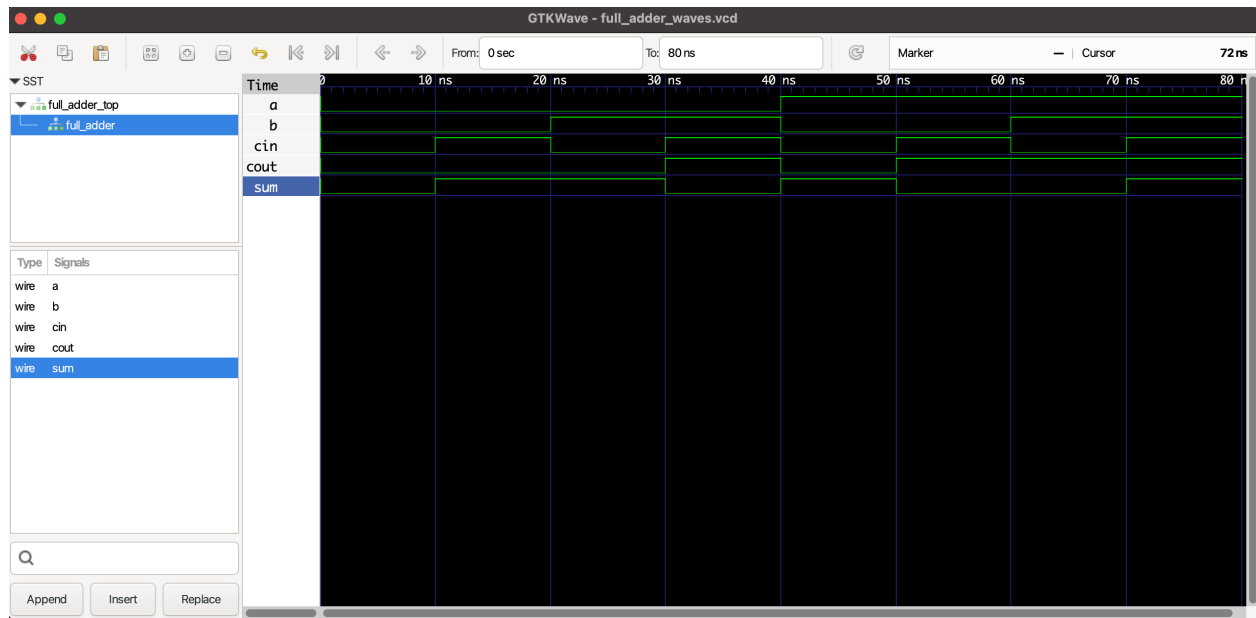 GTKWave - full_adder_waves.vcd
From: 0 sec To: 80 ns Marker — | Cursor 72 ns
SST
full_adder_top
full_adder
Type Signals
wire a
wire b
wire cin
wire cout
wire sum
Append Insert Replace
Time 0 10 ns 20 ns 30 ns 40 ns 50 ns 60 ns 70 ns 80 n
a
b
cin
cout
sum